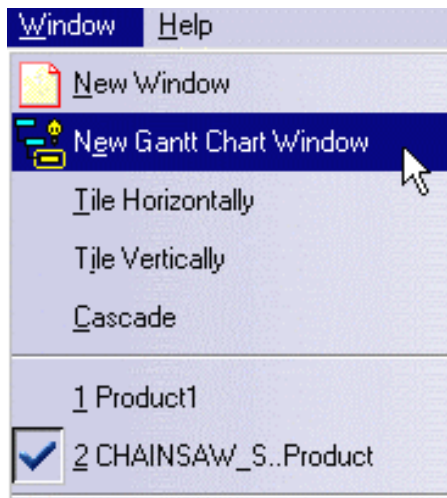 Window Help
New Window
New Gantt Chart Window
Tile Horizontally
Tile Vertically
Cascade
1 Product1
2 CHAINSAW_S..Product